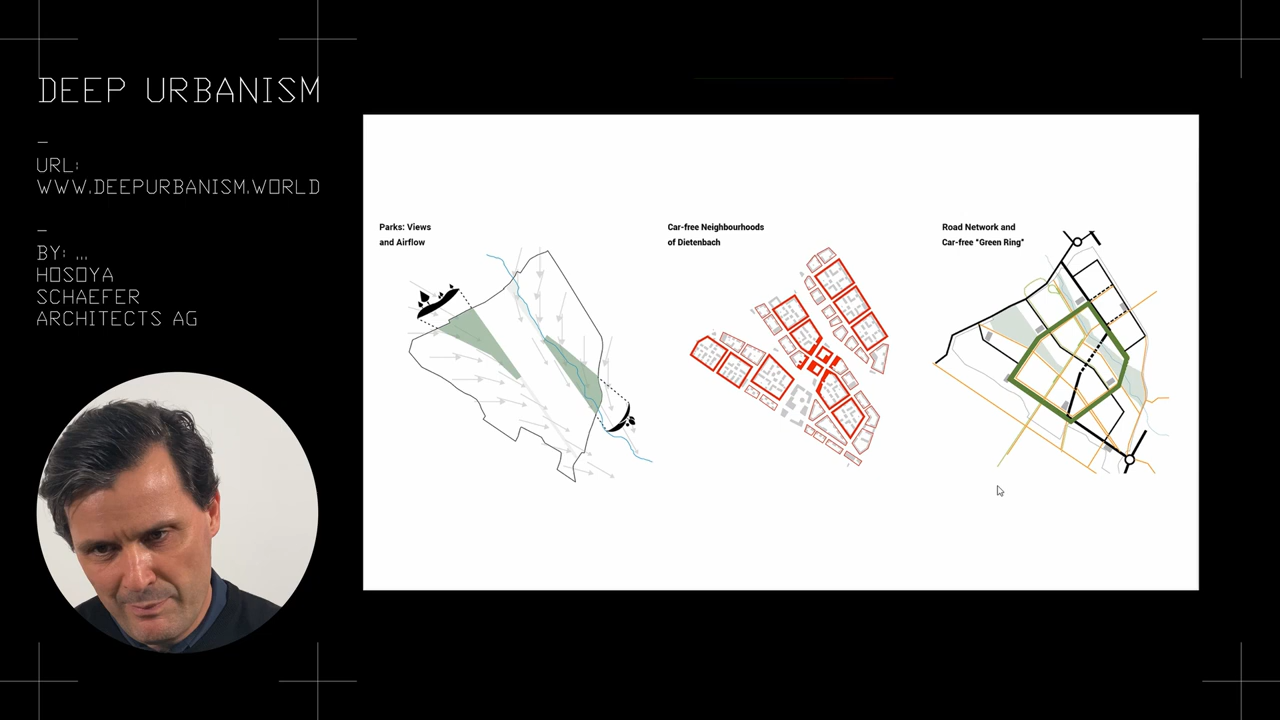 DEEP URBANISM
–
URL:
WWW.DEEPURBANISM.WORLD
–
BY: ...
HOSOYA
SCHAEFER
ARCHITECTS AG
Parks: Views
and Airflow
Car-free Neighbourhoods
of Dietenbach
Road Network and
Car-free "Green Ring"